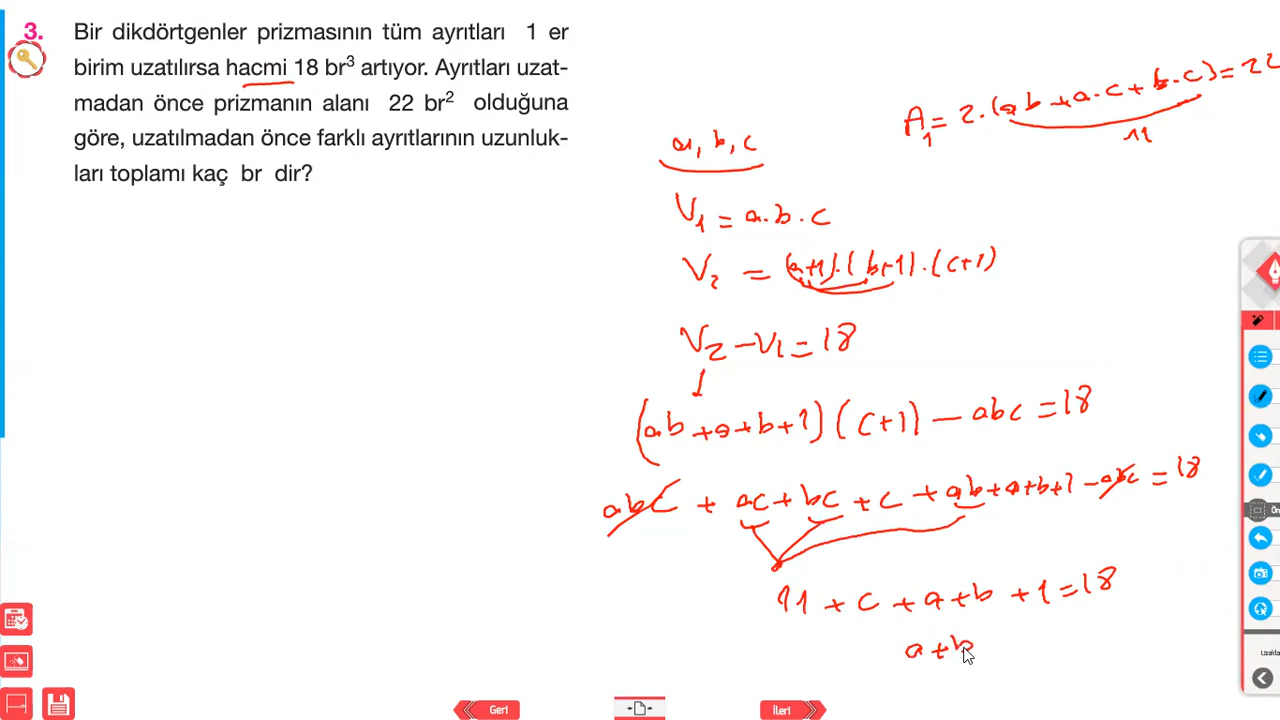 3. Bir dikdörtgenler prizmasının tüm ayrıtları 1 er
birim uzatılırsa hacmi 18 br³ artıyor. Ayrıtları uzat-
madan önce prizmanın alanı 22 br² olduğuna
göre, uzatılmadan önce farklı ayrıtlarının uzunluk-
ları toplamı kaç br dir?
A₁ = 2.(ab + a.c + b.c) = 22
11
a, b, c
V₁ = a.b.c
V₂ = (a+1).(b+1).(c+1)
V₂ - V₁ = 18
(ab + a + b + 1)(c+1) - abc = 18
abc + ac + bc + c + ab + a + b + 1 - abc = 18
11 + c + a + b + 1 = 18
a + b
Geri
İleri